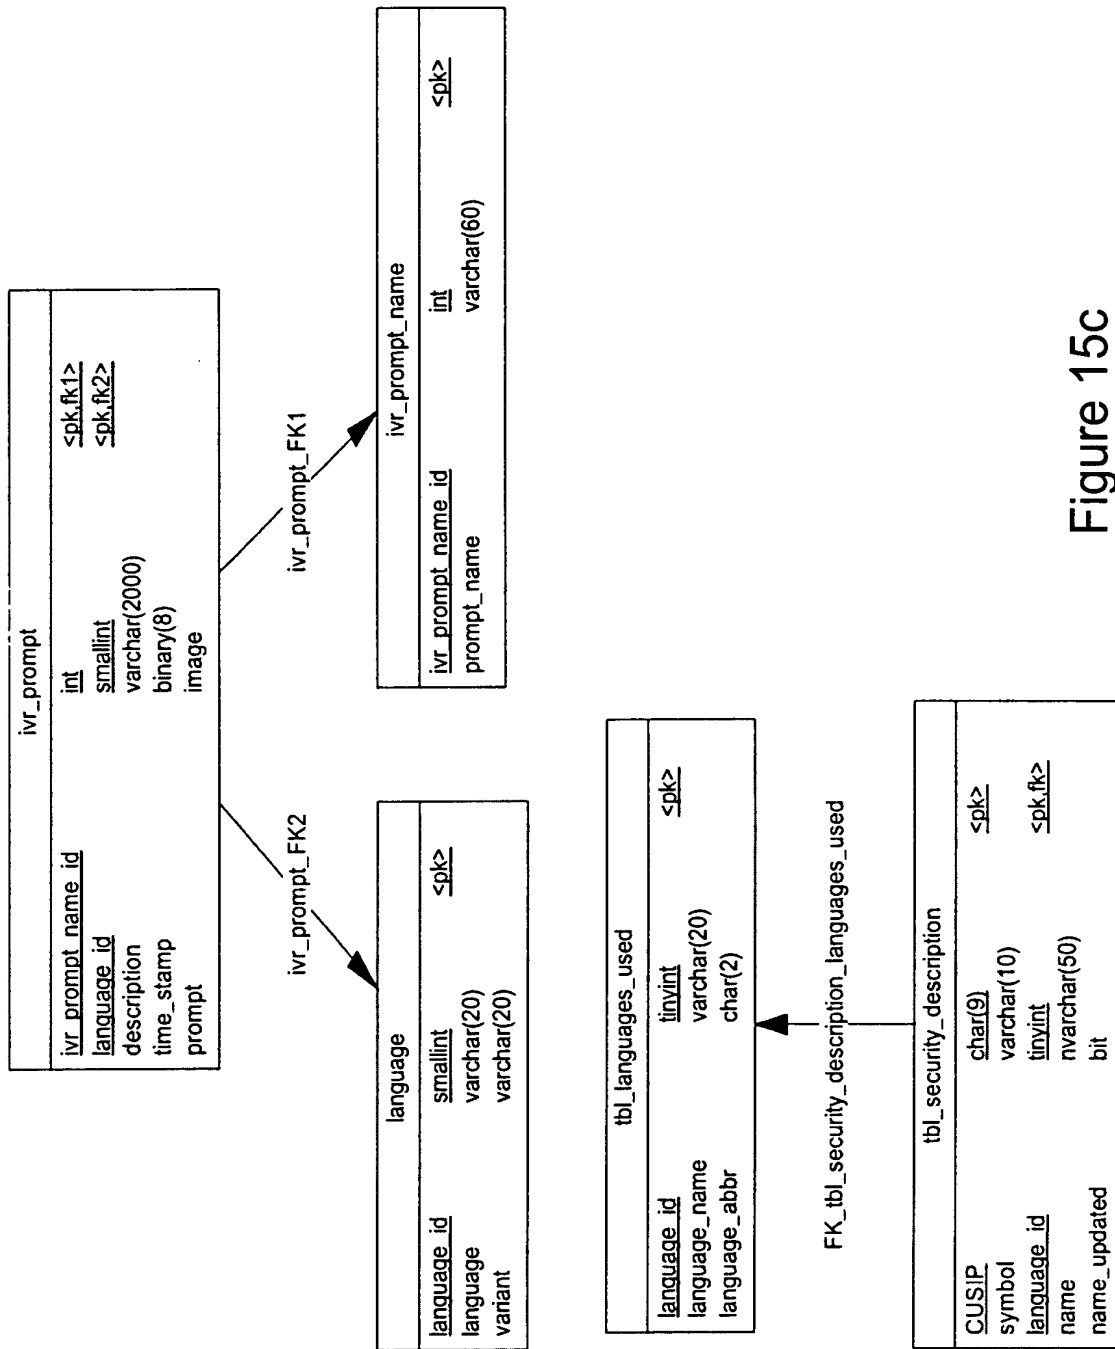 ivr_prompt
ivr_prompt_name_id int <pk,fk1>
language_id smallint <pk,fk2>
description varchar(2000)
time_stamp binary(8)
prompt image
ivr_prompt_FK2
ivr_prompt_FK1
language
language_id smallint <pk>
language varchar(20)
variant varchar(20)
ivr_prompt_name
ivr_prompt_name_id int <pk>
prompt_name varchar(60)
tbl_languages_used
language_id tinyint <pk>
language_name varchar(20)
language_abbr char(2)
FK_tbl_security_description_languages_used
tbl_security_description
CUSIP char(9) <pk>
symbol varchar(10)
language_id tinyint <pk,fk>
name nvarchar(50)
name_updated bit
Figure 15c